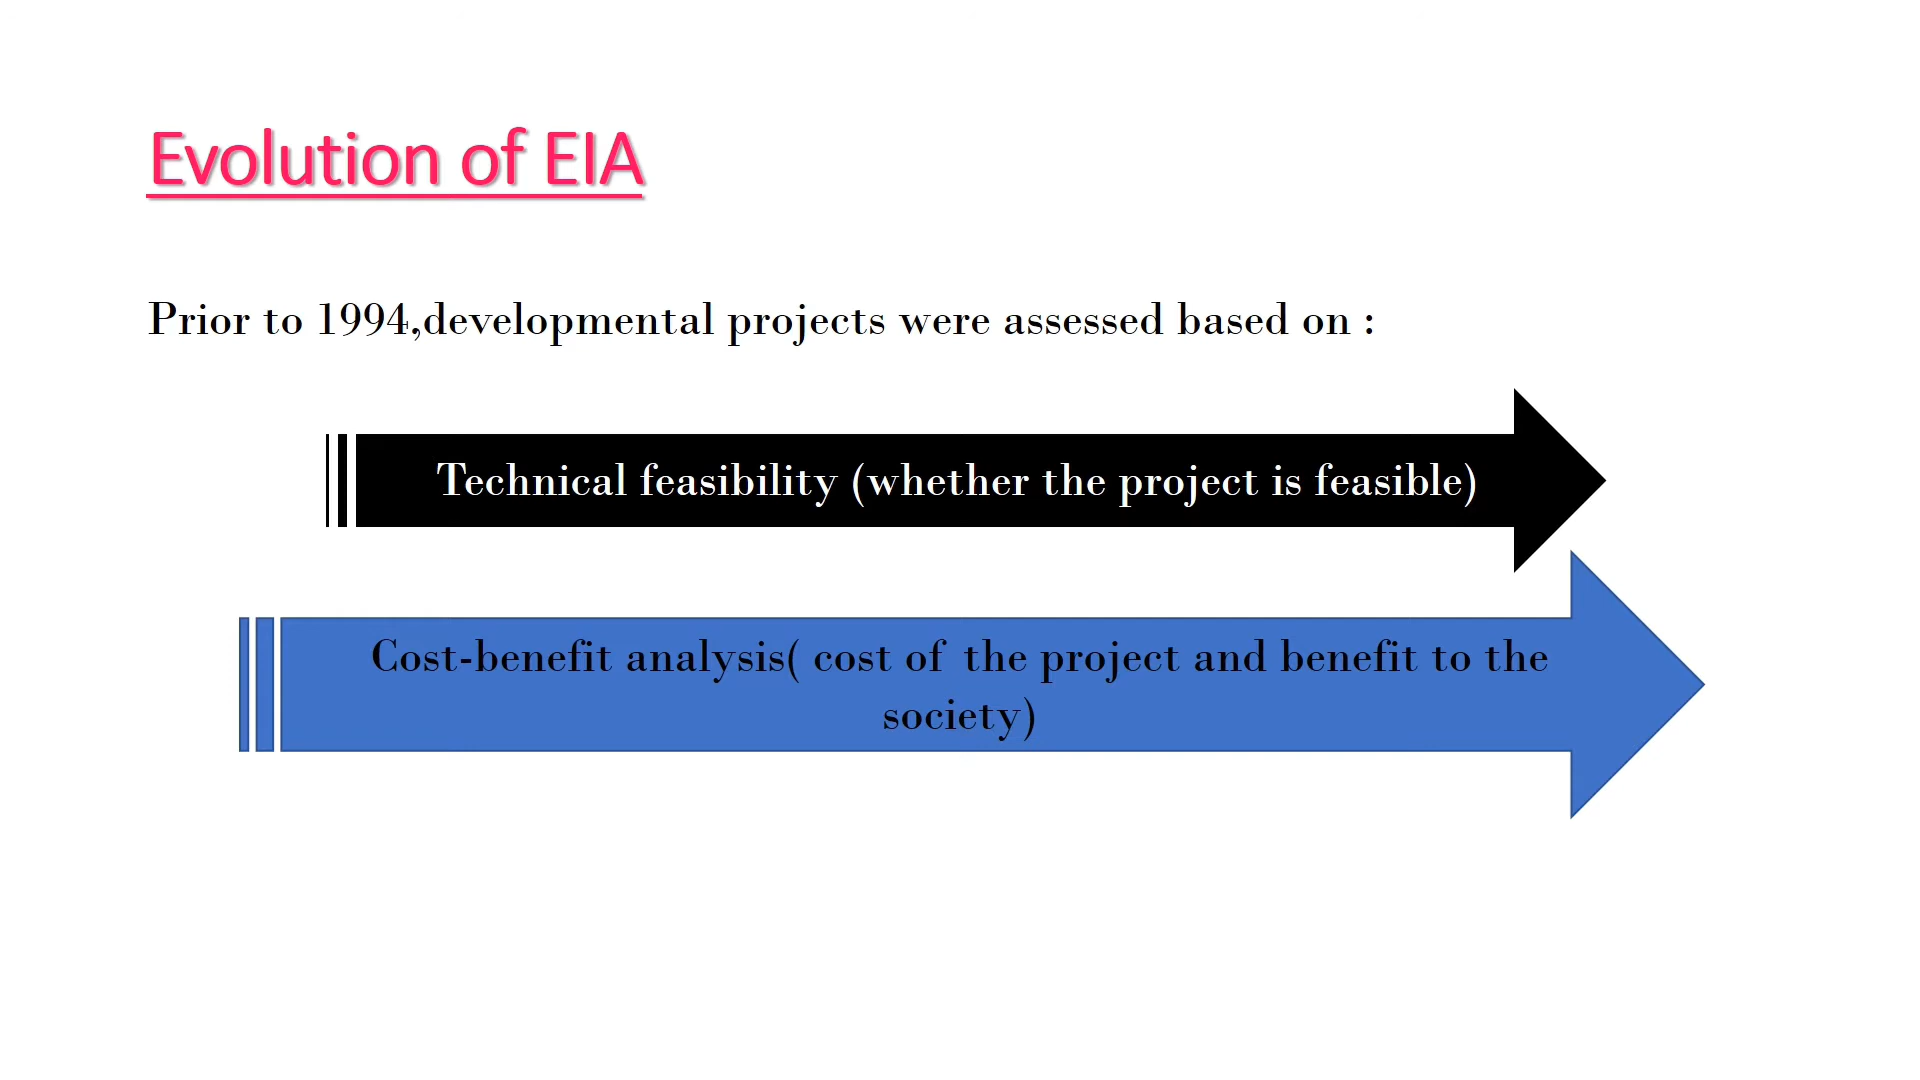 Evolution of EIA
Prior to 1994,developmental projects were assessed based on :
Technical feasibility (whether the project is feasible)
Cost-benefit analysis( cost of  the project and benefit to the
society)